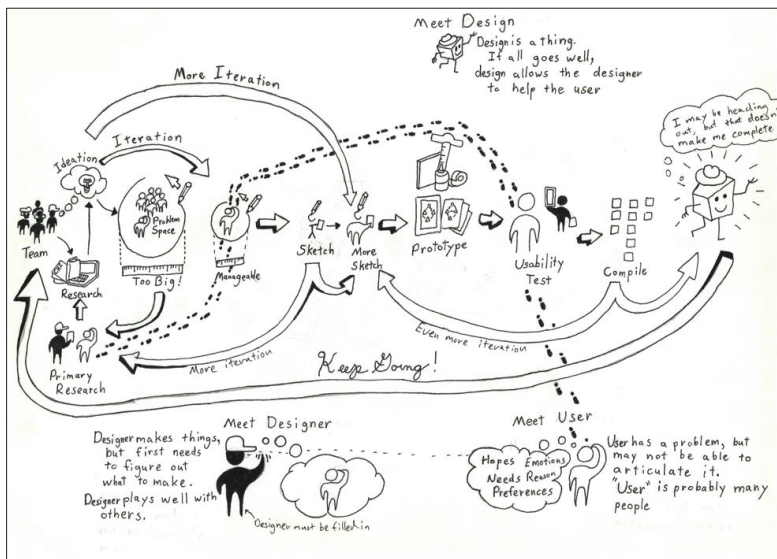 Meet Design
Design is a thing.
If all goes well,
design allows the designer
to help the user
More Iteration
I may be heading
out, but that doesn
make me complete
Iteration
Ideation
Problem
Space
Team
Research
Too Big!
Manageable
Sketch
More
Sketch
Prototype
Usability
Test
Compile
Primary
Research
More iteration
Even more iteration
Keep Going!
Meet Designer
Designer makes things,
but first needs
to figure out
what to make.
Designer plays well with
others.
Designer must be filled in
Meet User
Hopes Emotions
Needs Reason
Preferences
User has a problem, but
may not be able to
articulate it.
"User" is probably many
people